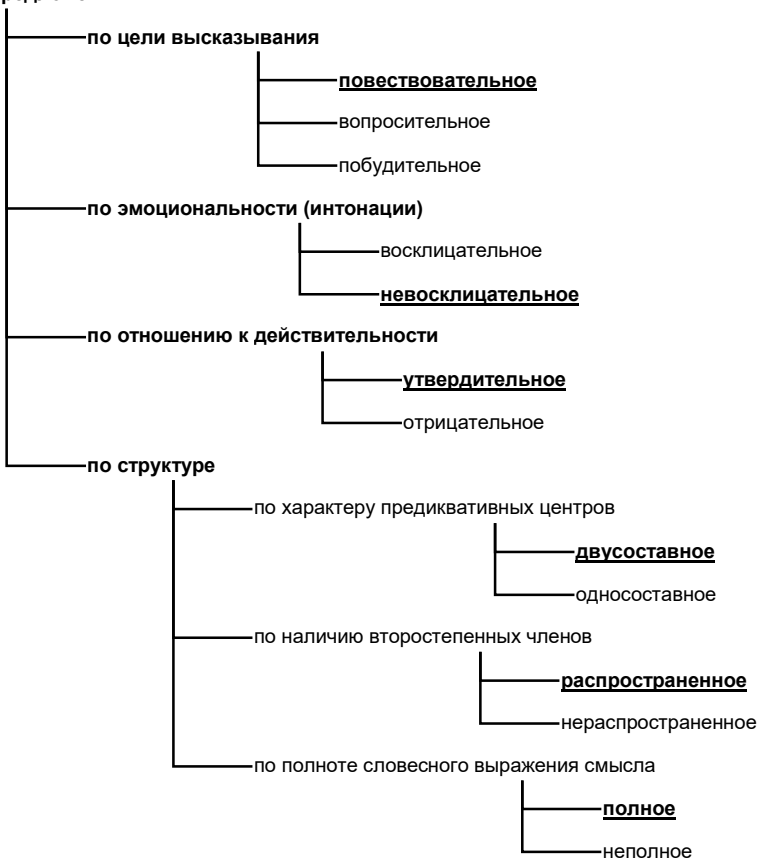 по цели высказывания
повествовательное
вопросительное
побудительное
по эмоциональности (интонации)
восклицательное
невосклицательное
по отношению к действительности
утвердительное
отрицательное
по структуре
по характеру предиквативных центров
двусоставное
односоставное
по наличию второстепенных членов
распространенное
нераспространенное
по полноте словесного выражения смысла
полное
неполное